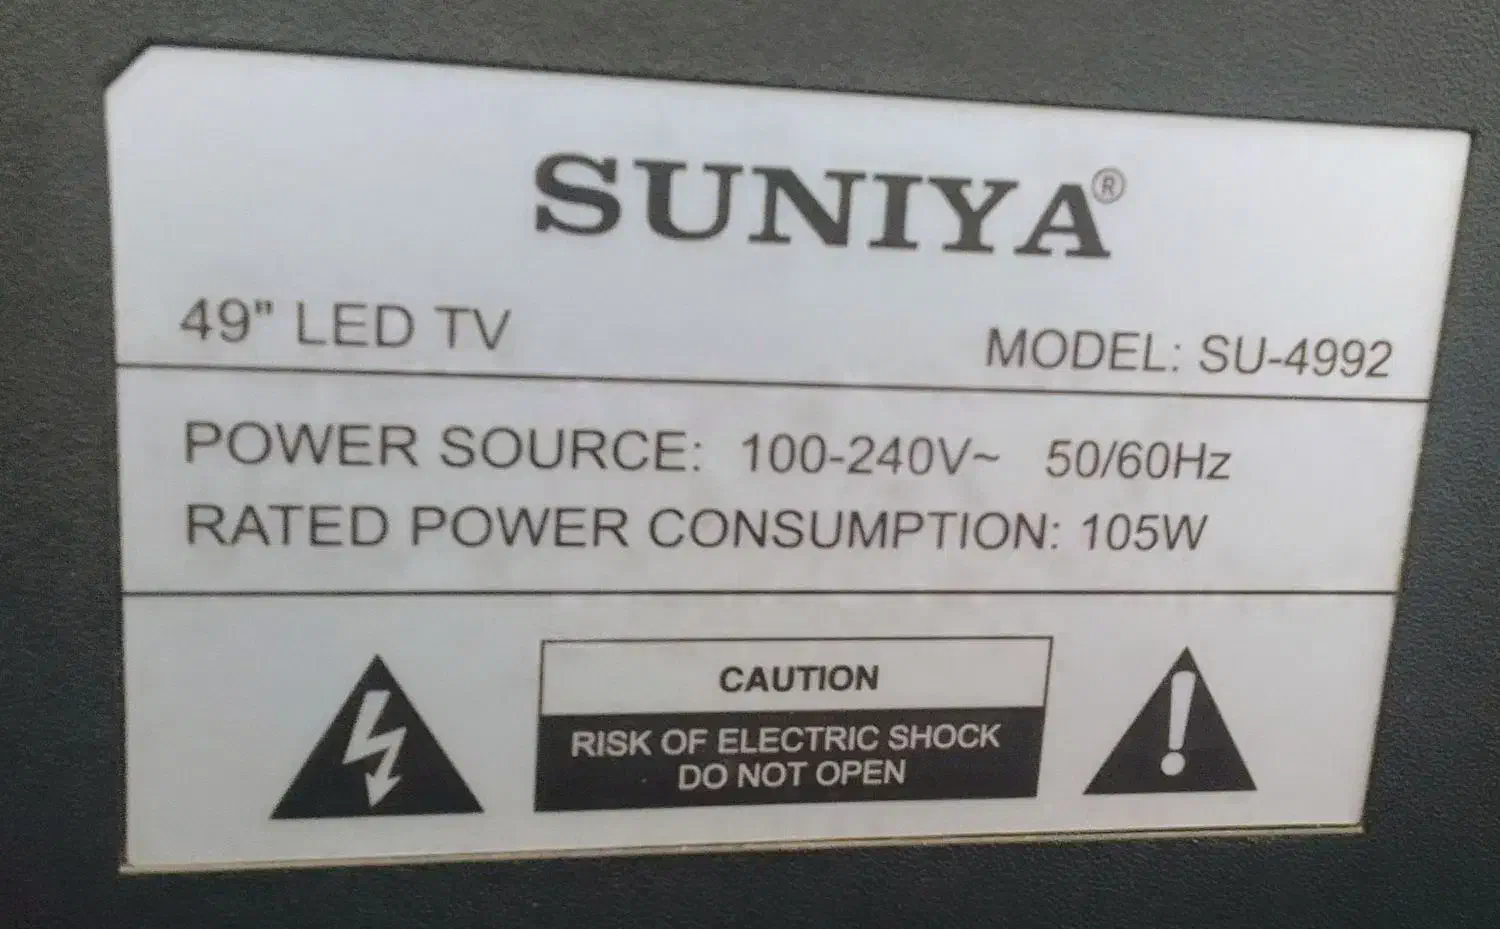 SUNIYA®
49" LED TV
MODEL: SU-4992
POWER SOURCE: 100-240V~ 50/60Hz
RATED POWER CONSUMPTION: 105W
CAUTION
RISK OF ELECTRIC SHOCK
DO NOT OPEN